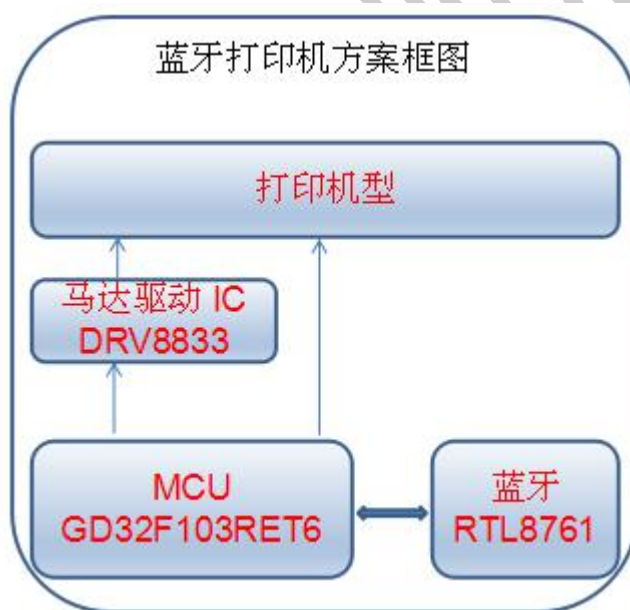 蓝牙打印机方案框图
打印机型
马达驱动 IC
DRV8833
MCU
GD32F103RET6
蓝牙
RTL8761